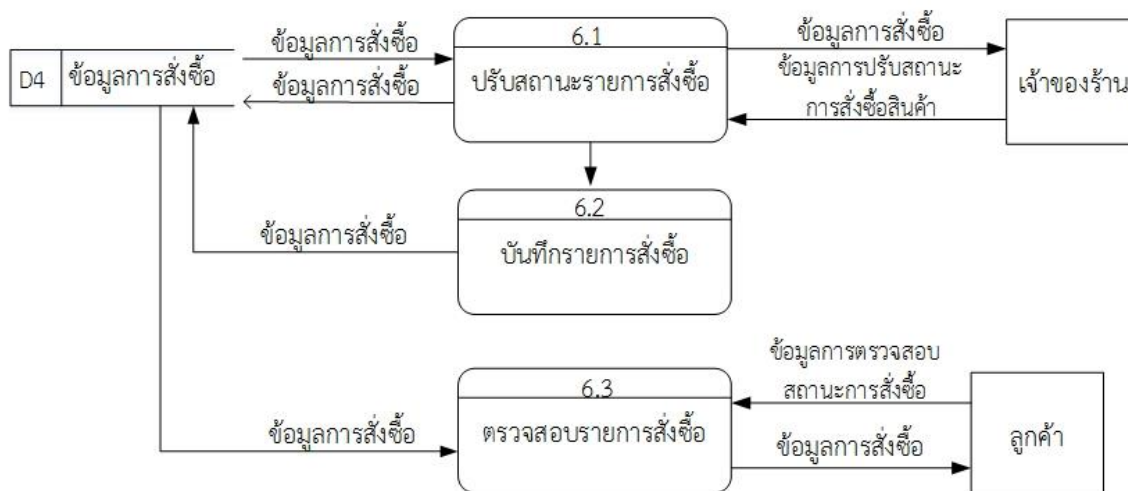 6.1
ข้อมูลการสั่งซื้อ
ข้อมูลการสั่งซื้อ
D4 ข้อมูลการสั่งซื้อ
ปรับสถานะรายการสั่งซื้อ
ข้อมูลการปรับสถานะ
เจ้าของร้าน
ข้อมูลการสั่งซื้อ
การสั่งซื้อสินค้า
6.2
ข้อมูลการสั่งซื้อ
บันทึกรายการสั่งซื้อ
ข้อมูลการตรวจสอบ
6.3
สถานะการสั่งซื้อ
ข้อมูลการสั่งซื้อ
ตรวจสอบรายการสั่งซื้อ
ข้อมูลการสั่งซื้อ
ลูกค้า